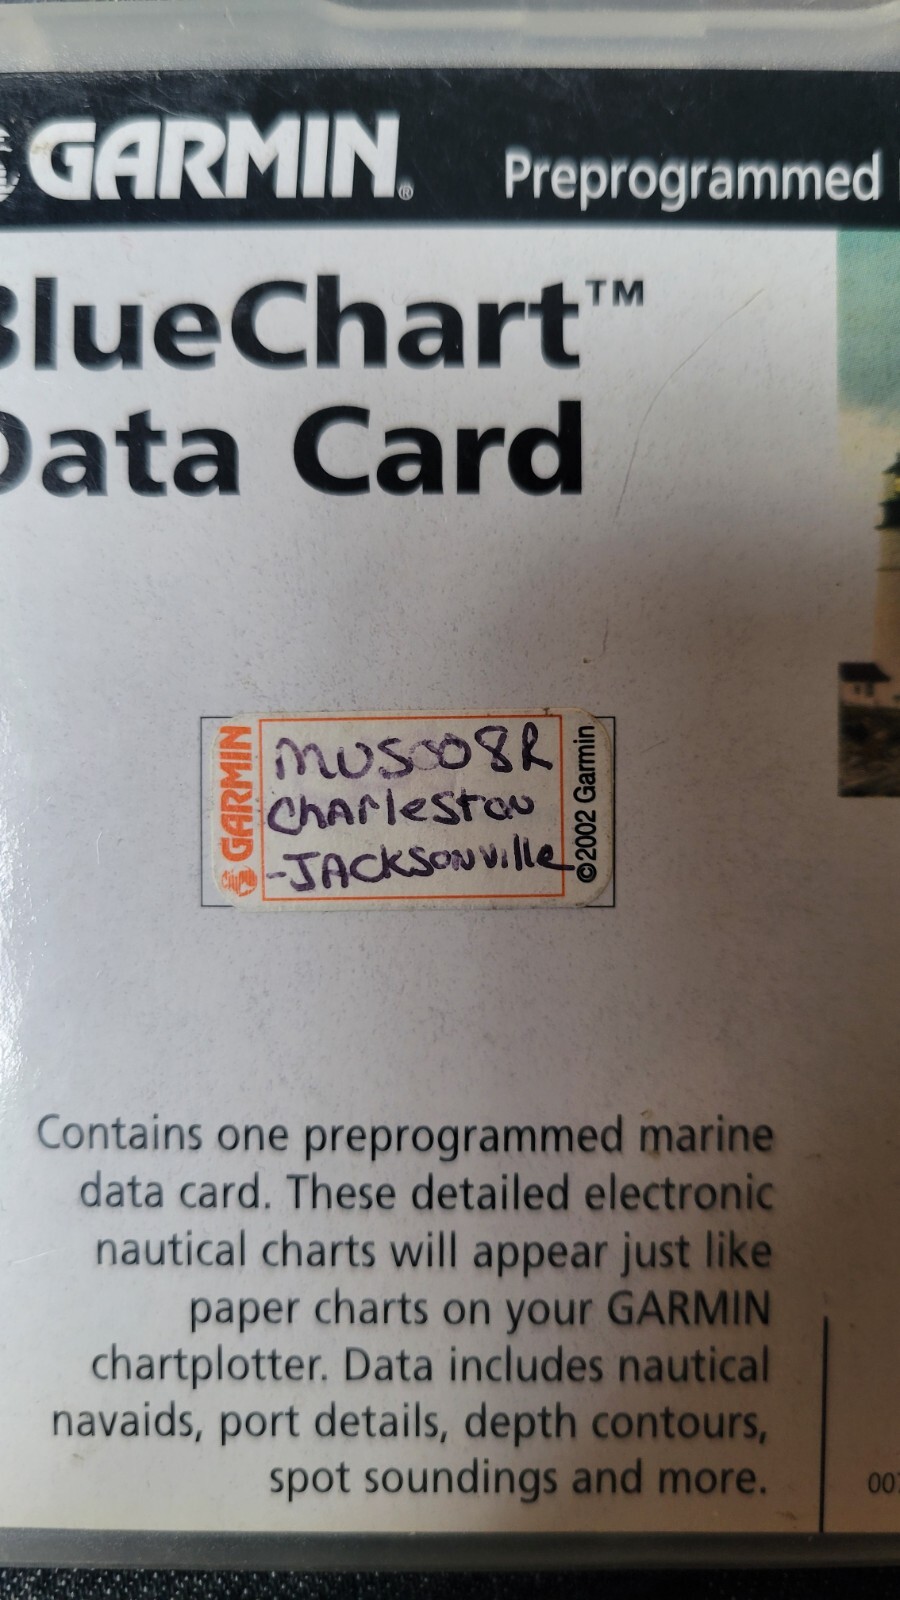 GARMIN®
Preprogrammed
BlueChart™
Data Card
GARMIN
MUS008R
Charleston
-JACKSonville
©2002 Garmin
Contains one preprogrammed marine
data card. These detailed electronic
nautical charts will appear just like
paper charts on your GARMIN
chartplotter. Data includes nautical
navaids, port details, depth contours,
spot soundings and more.